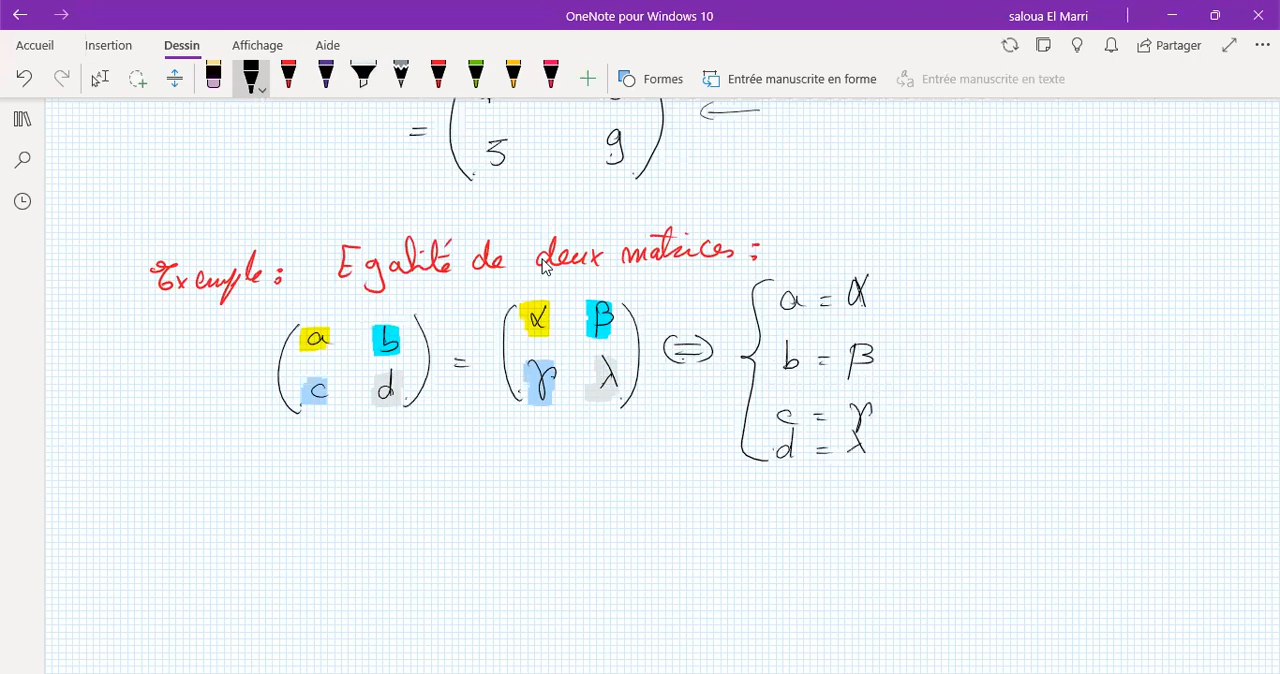 OneNote pour Windows 10
saloua El Marri
Accueil Insertion Dessin Affichage Aide
Partager
Formes Entrée manuscrite en forme Entrée manuscrite en texte
=
5 9
Exemple : Egalité de deux matrices :
( a b ) = ( α β ) ⇔ { a = α
b = β
( c d ) ( γ λ ) c = γ
d = λ